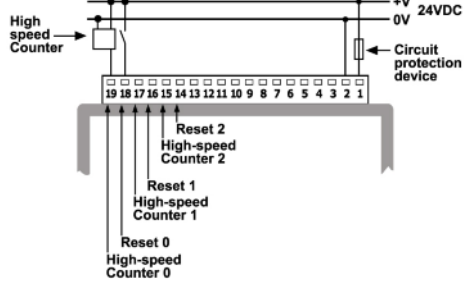 +V
24VDC
0V
High
speed
Counter
Circuit
protection
device
19 18 17 16 15 14 13 12 11 10 9 8 7 6 5 4 3 2 1
Reset 2
High-speed
Counter 2
Reset 1
High-speed
Counter 1
Reset 0
High-speed
Counter 0